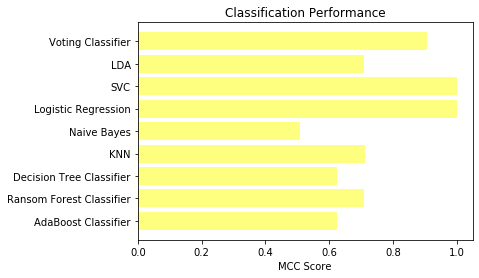 Classification Performance
Voting Classifier
LDA
SVC
Logistic Regression
Naive Bayes
KNN
Decision Tree Classifier
Ransom Forest Classifier
AdaBoost Classifier
0.0 0.2 0.4 0.6 0.8 1.0
MCC Score